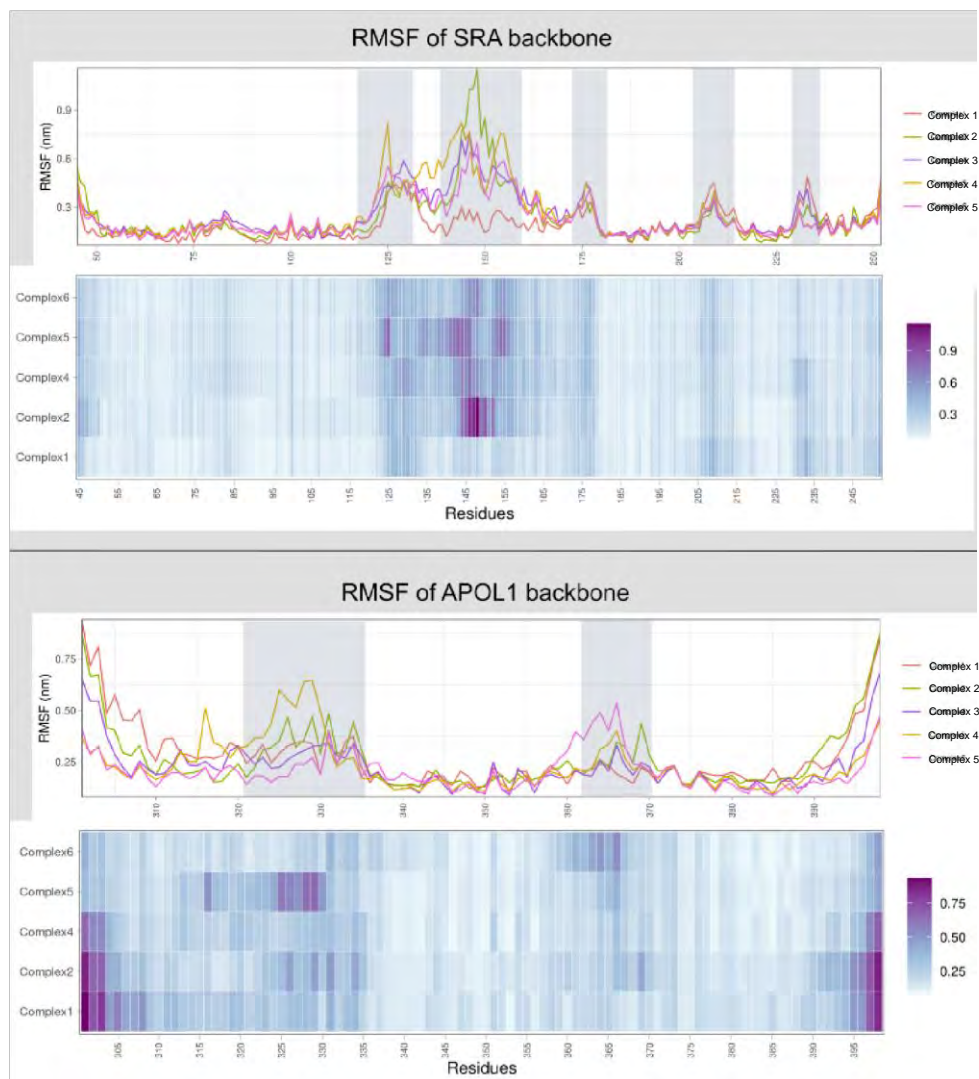 RMSF of SRA backbone
RMSF (nm)
0.9
0.6
0.3
50
75
100
125
150
175
200
225
250
Complex 1
Complex 2
Complex 3
Complex 4
Complex 5
Complex6
Complex5
Complex4
Complex2
Complex1
45
55
65
75
85
95
105
115
125
135
145
155
165
175
185
195
205
215
225
235
245
Residues
0.9
0.6
0.3
RMSF of APOL1 backbone
RMSF (nm)
0.75
0.50
0.25
310
320
330
340
350
360
370
380
390
Complex 1
Complex 2
Complex 3
Complex 4
Complex 5
Complex6
Complex5
Complex4
Complex2
Complex1
305
310
315
320
325
330
335
340
345
350
355
360
365
370
375
380
385
390
395
Residues
0.75
0.50
0.25